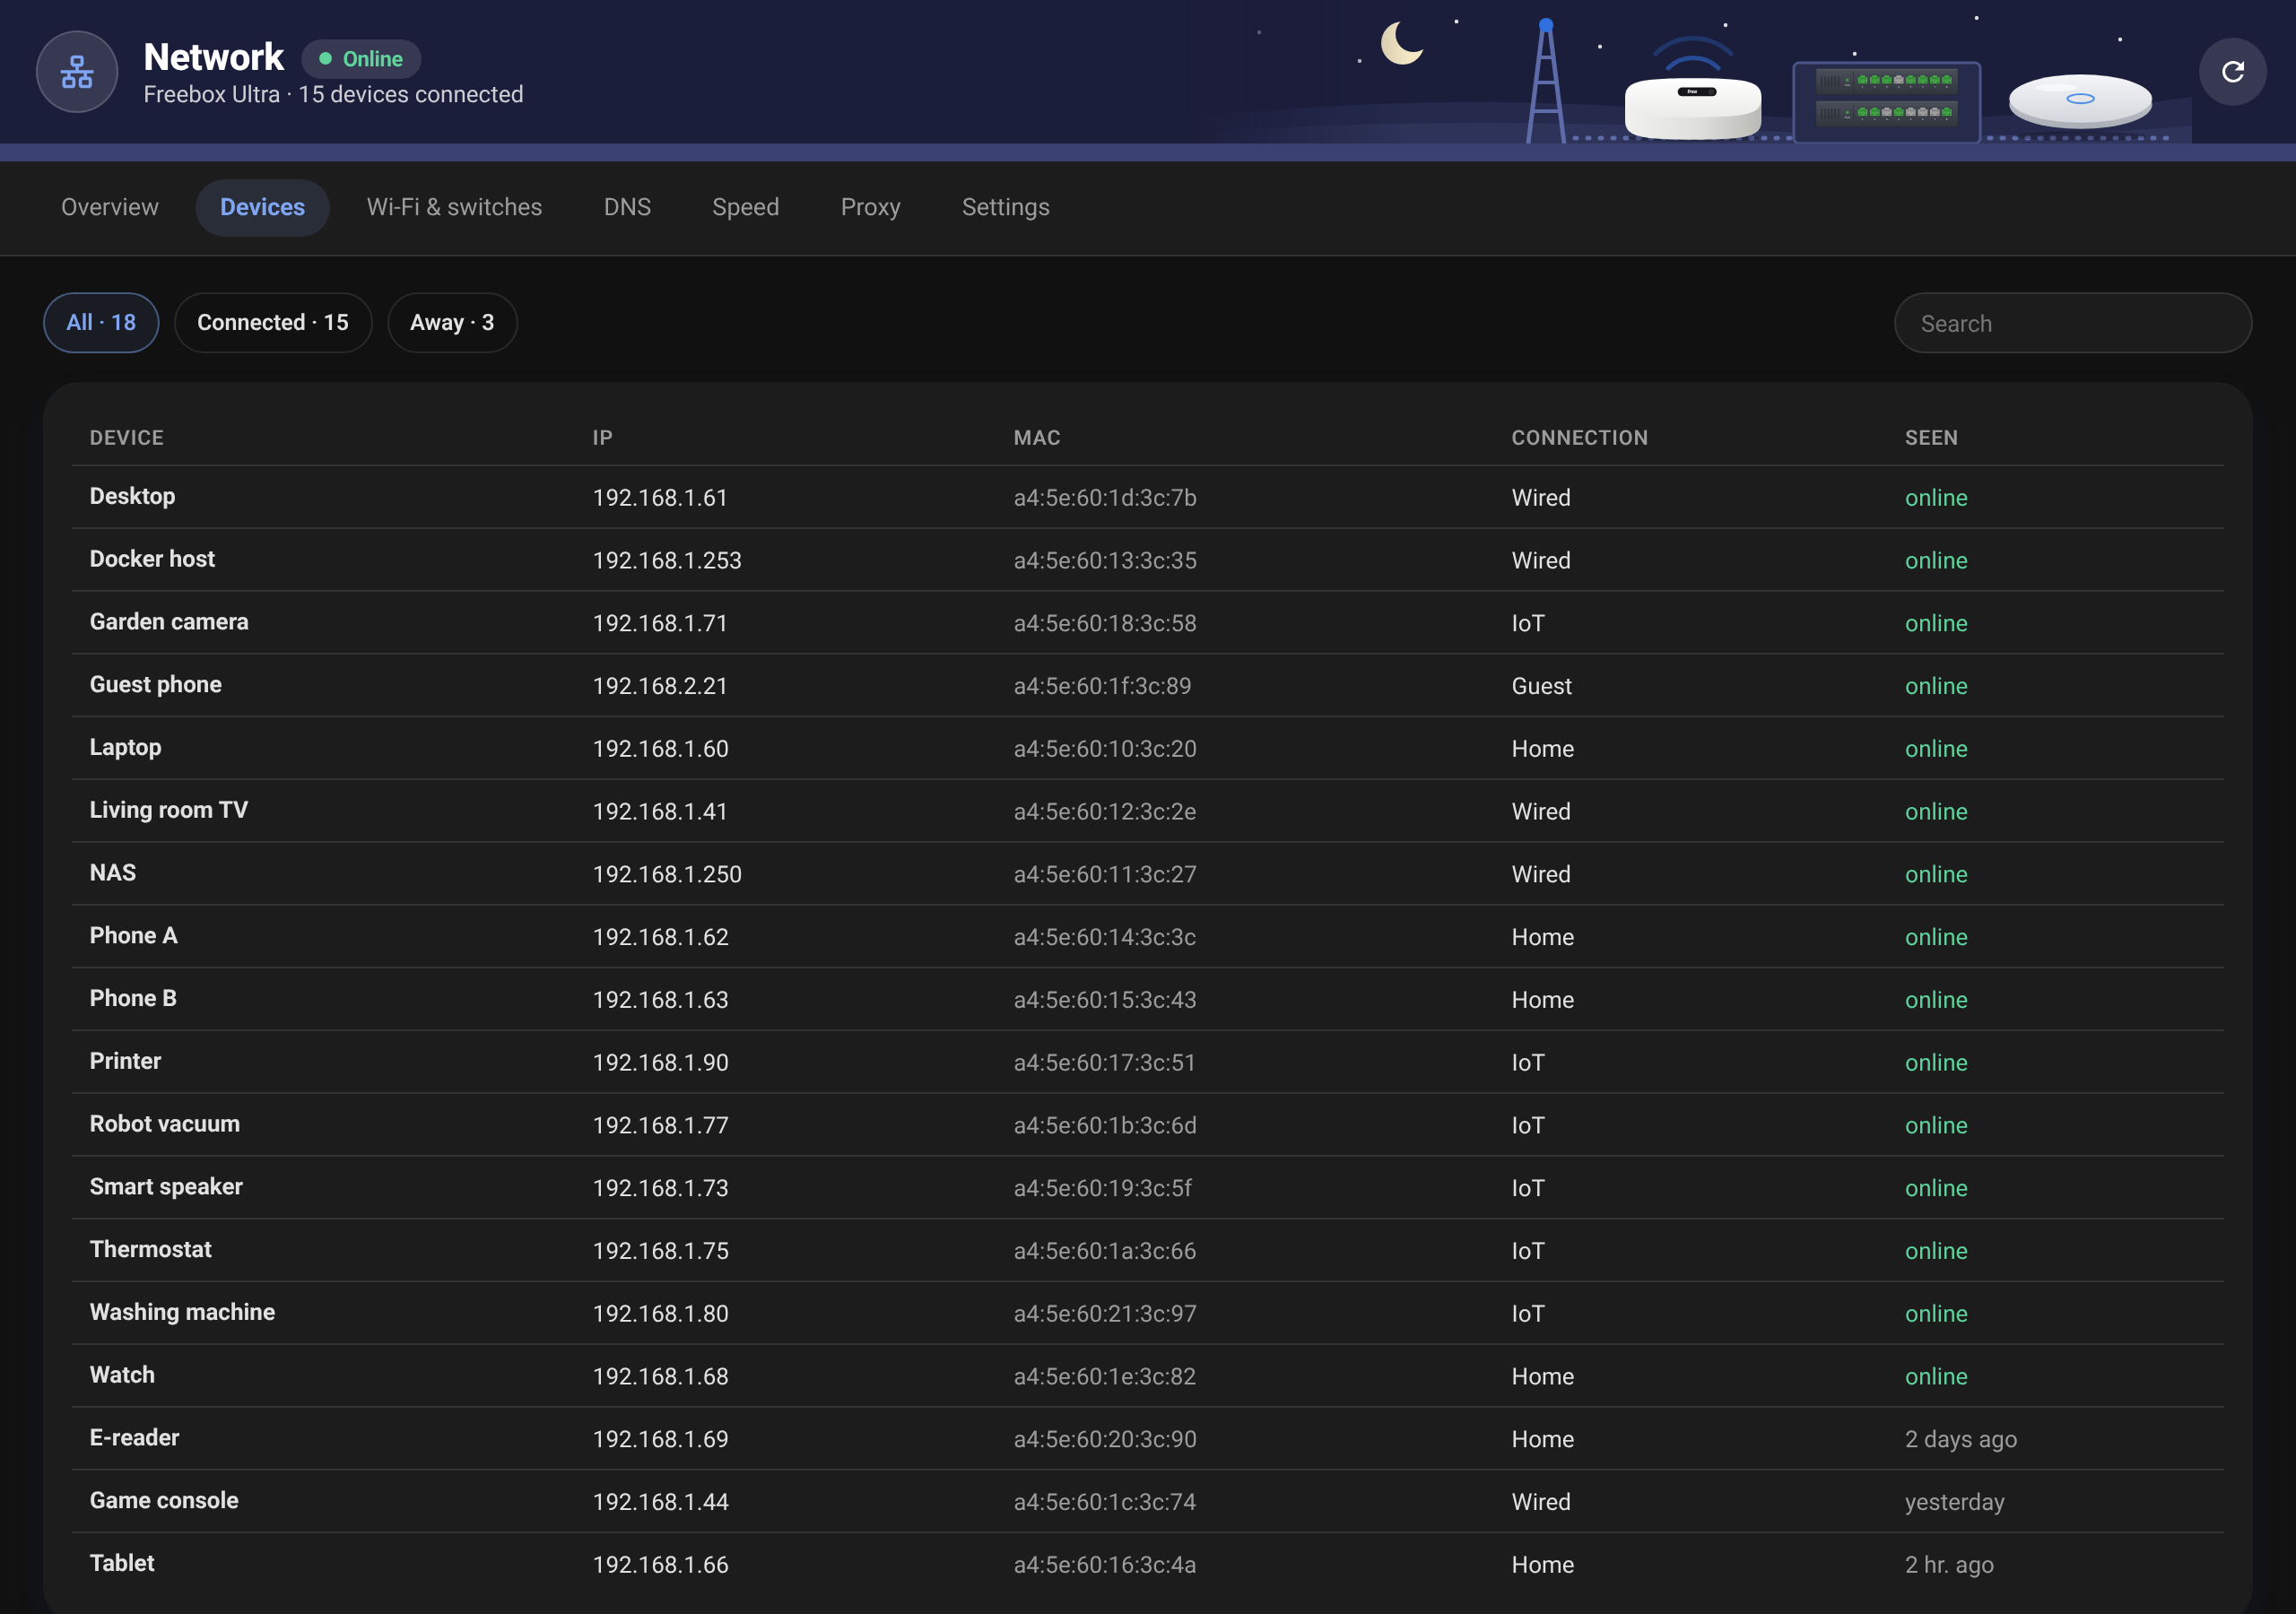 Network
Online
Freebox Ultra · 15 devices connected
free
Overview Devices Wi-Fi & switches DNS Speed Proxy Settings
All · 18 Connected · 15 Away · 3 Search
DEVICE IP MAC CONNECTION SEEN
Desktop 192.168.1.61 a4:5e:60:1d:3c:7b Wired online
Docker host 192.168.1.253 a4:5e:60:13:3c:35 Wired online
Garden camera 192.168.1.71 a4:5e:60:18:3c:58 IoT online
Guest phone 192.168.2.21 a4:5e:60:1f:3c:89 Guest online
Laptop 192.168.1.60 a4:5e:60:10:3c:20 Home online
Living room TV 192.168.1.41 a4:5e:60:12:3c:2e Wired online
NAS 192.168.1.250 a4:5e:60:11:3c:27 Wired online
Phone A 192.168.1.62 a4:5e:60:14:3c:3c Home online
Phone B 192.168.1.63 a4:5e:60:15:3c:43 Home online
Printer 192.168.1.90 a4:5e:60:17:3c:51 IoT online
Robot vacuum 192.168.1.77 a4:5e:60:1b:3c:6d IoT online
Smart speaker 192.168.1.73 a4:5e:60:19:3c:5f IoT online
Thermostat 192.168.1.75 a4:5e:60:1a:3c:66 IoT online
Washing machine 192.168.1.80 a4:5e:60:21:3c:97 IoT online
Watch 192.168.1.68 a4:5e:60:1e:3c:82 Home online
E-reader 192.168.1.69 a4:5e:60:20:3c:90 Home 2 days ago
Game console 192.168.1.44 a4:5e:60:1c:3c:74 Wired yesterday
Tablet 192.168.1.66 a4:5e:60:16:3c:4a Home 2 hr. ago